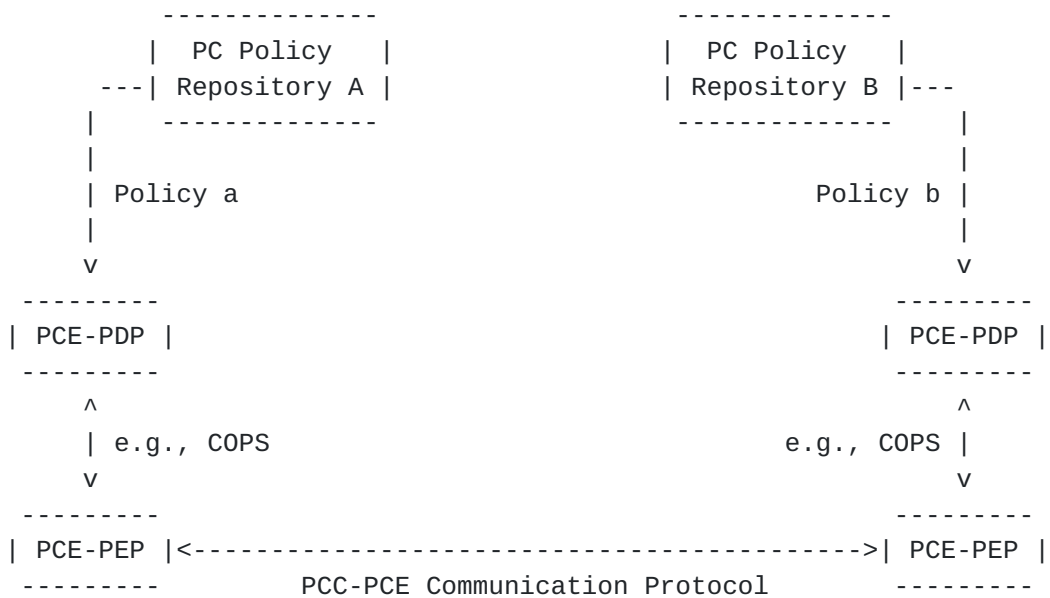 PC Policy PC Policy
Repository A Repository B
Policy a Policy b
PCE-PDP PCE-PDP
e.g., COPS e.g., COPS
PCE-PEP PCE-PEP
PCC-PCE Communication Protocol